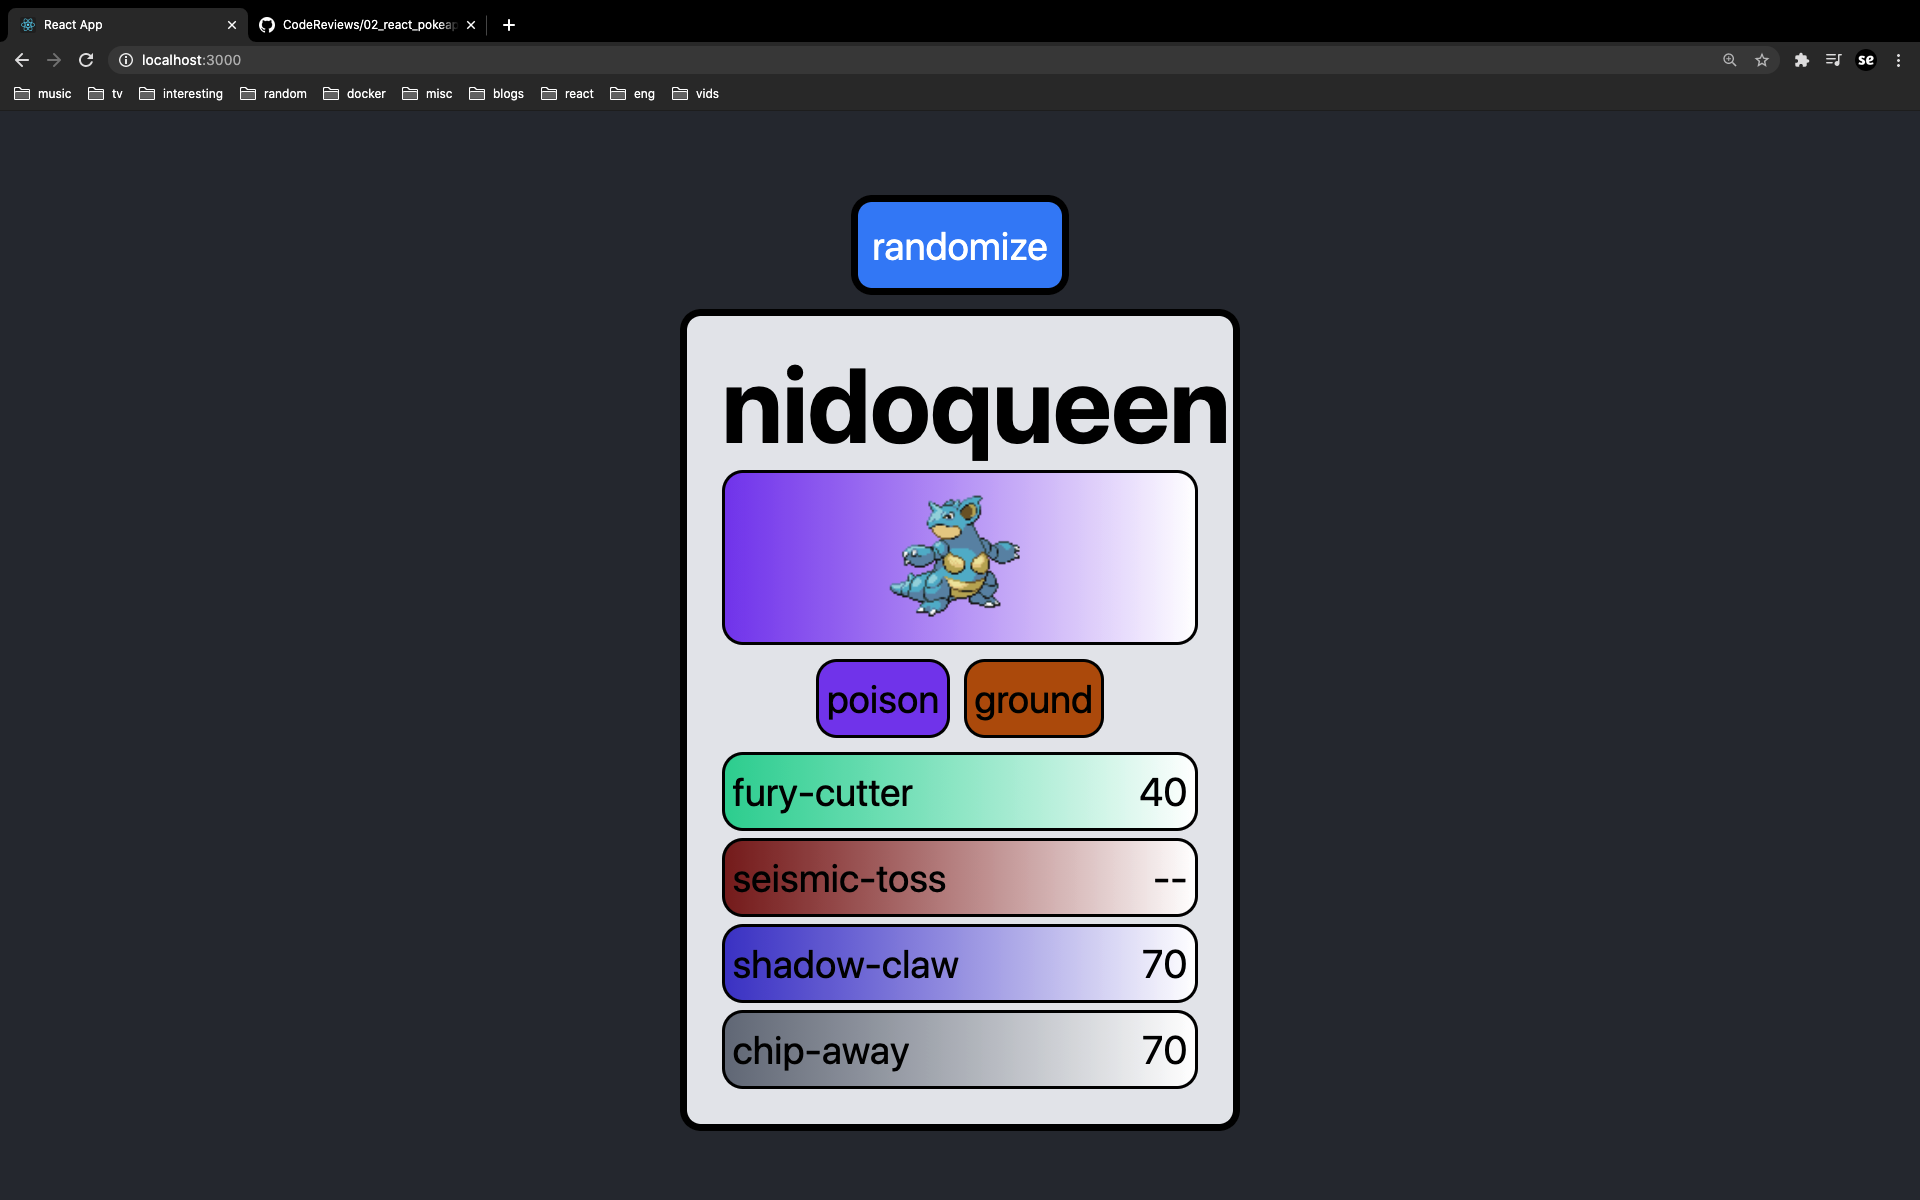 React App
CodeReviews/02_react_pokeap
localhost:3000
se
music tv interesting random docker misc blogs react eng vids
randomize
nidoqueen
poison ground
fury-cutter 40
seismic-toss --
shadow-claw 70
chip-away 70